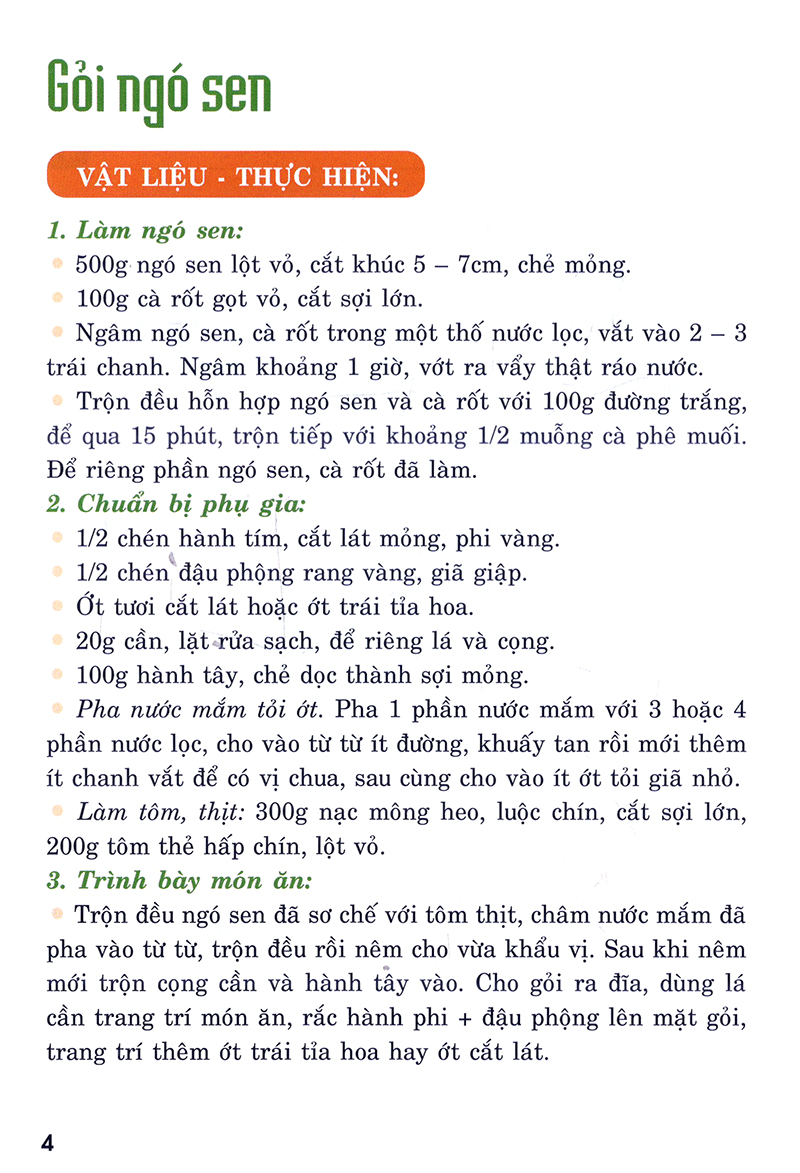 Gỏi ngó sen
VẬT LIỆU - THỰC HIỆN:
1. Làm ngó sen:
• 500g ngó sen lột vỏ, cắt khúc 5 – 7cm, chẻ mỏng.
• 100g cà rốt gọt vỏ, cắt sợi lớn.
• Ngâm ngó sen, cà rốt trong một thố nước lọc, vắt vào 2 – 3
trái chanh. Ngâm khoảng 1 giờ, vớt ra vẩy thật ráo nước.
• Trộn đều hỗn hợp ngó sen và cà rốt với 100g đường trắng,
để qua 15 phút, trộn tiếp với khoảng 1/2 muỗng cà phê muối.
Để riêng phần ngó sen, cà rốt đã làm.
2. Chuẩn bị phụ gia:
• 1/2 chén hành tím, cắt lát mỏng, phi vàng.
• 1/2 chén đậu phộng rang vàng, giã giập.
• Ớt tươi cắt lát hoặc ớt trái tỉa hoa.
• 20g cần, lặt rửa sạch, để riêng lá và cọng.
• 100g hành tây, chẻ dọc thành sợi mỏng.
• Pha nước mắm tỏi ớt. Pha 1 phần nước mắm với 3 hoặc 4
phần nước lọc, cho vào từ từ ít đường, khuấy tan rồi mới thêm
ít chanh vắt để có vị chua, sau cùng cho vào ít ớt tỏi giã nhỏ.
• Làm tôm, thịt: 300g nạc mông heo, luộc chín, cắt sợi lớn,
200g tôm thẻ hấp chín, lột vỏ.
3. Trình bày món ăn:
• Trộn đều ngó sen đã sơ chế với tôm thịt, châm nước mắm đã
pha vào từ từ, trộn đều rồi nêm cho vừa khẩu vị. Sau khi nêm
mới trộn cọng cần và hành tây vào. Cho gỏi ra đĩa, dùng lá
cần trang trí món ăn, rắc hành phi + đậu phộng lên mặt gỏi,
trang trí thêm ớt trái tỉa hoa hay ớt cắt lát.
4